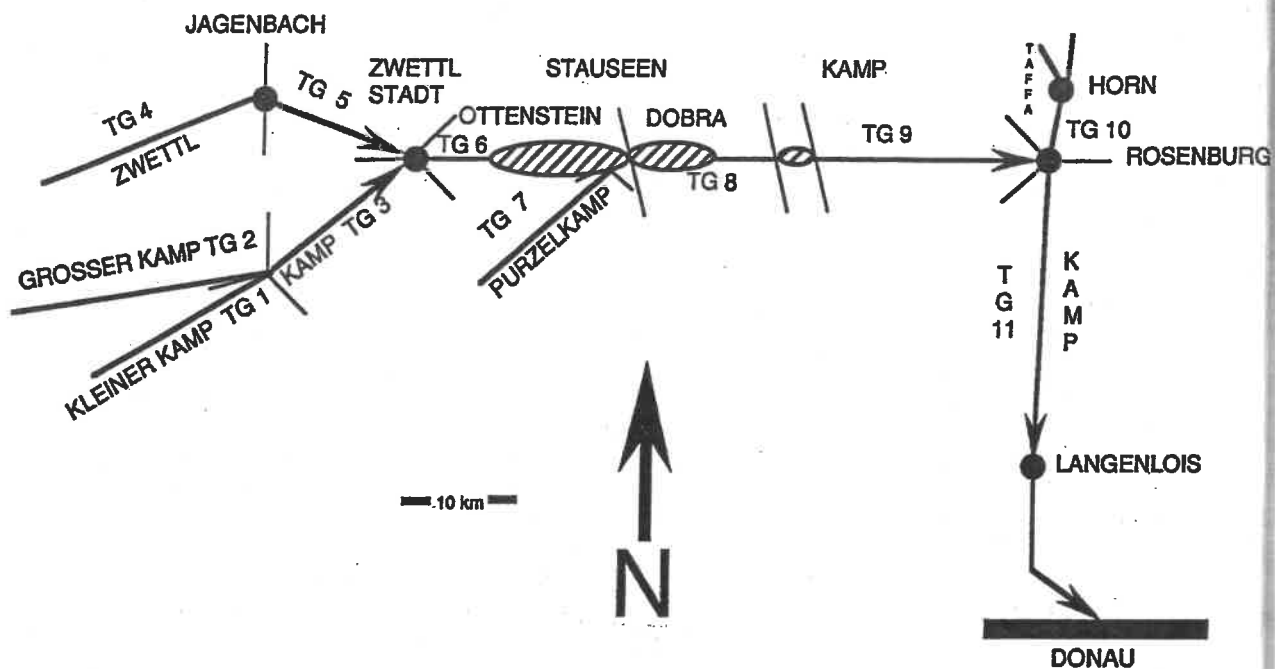 JAGENBACH
TG 4
ZWETTL
TG 5
ZWETTL
STADT
STAUSEEN
OTTENSTEIN
DOBRA
KAMP
TAFFA
HORN
TG 10
ROSENBURG
TG 6
TG 7
PURZELKAMP
TG 8
TG 9
GROSSER KAMP TG 2
KAMP TG 3
KLEINER KAMP TG 1
TG 11
KAMP
LANGENLOIS
10 km
N
DONAU